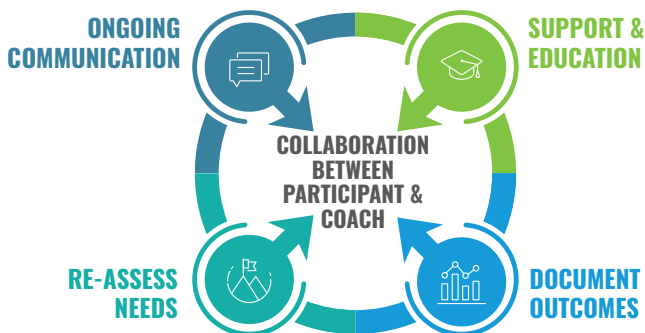 ONGOING
COMMUNICATION
SUPPORT &
EDUCATION
COLLABORATION
BETWEEN
PARTICIPANT &
COACH
RE-ASSESS
NEEDS
DOCUMENT
OUTCOMES